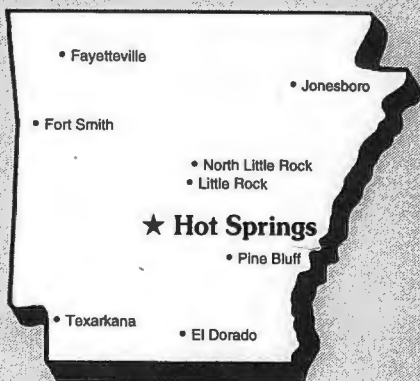 • Fayetteville
• Jonesboro
• Fort Smith
• North Little Rock
• Little Rock
★ Hot Springs
• Pine Bluff
• Texarkana
• El Dorado